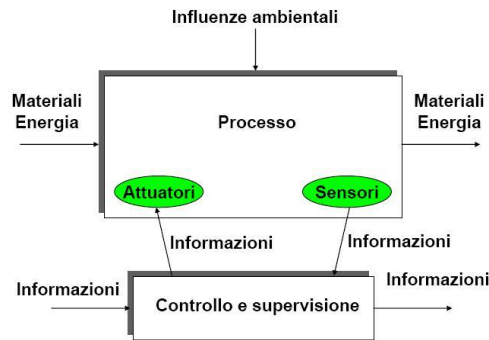 Influenze ambientali
Materiali
Energia
Processo
Materiali
Energia
Attuatori
Sensori
Informazioni
Informazioni
Informazioni
Controllo e supervisione
Informazioni